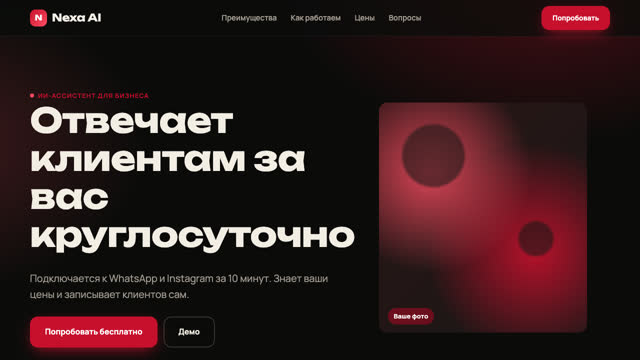 N Nexa AI
Преимущества Как работаем Цены Вопросы
Попробовать
ИИ-АССИСТЕНТ ДЛЯ БИЗНЕСА
Отвечает
клиентам за
вас
круглосуточно
Подключается к WhatsApp и Instagram за 10 минут. Знает ваши
цены и записывает клиентов сам.
Попробовать бесплатно Демо
Ваше фото